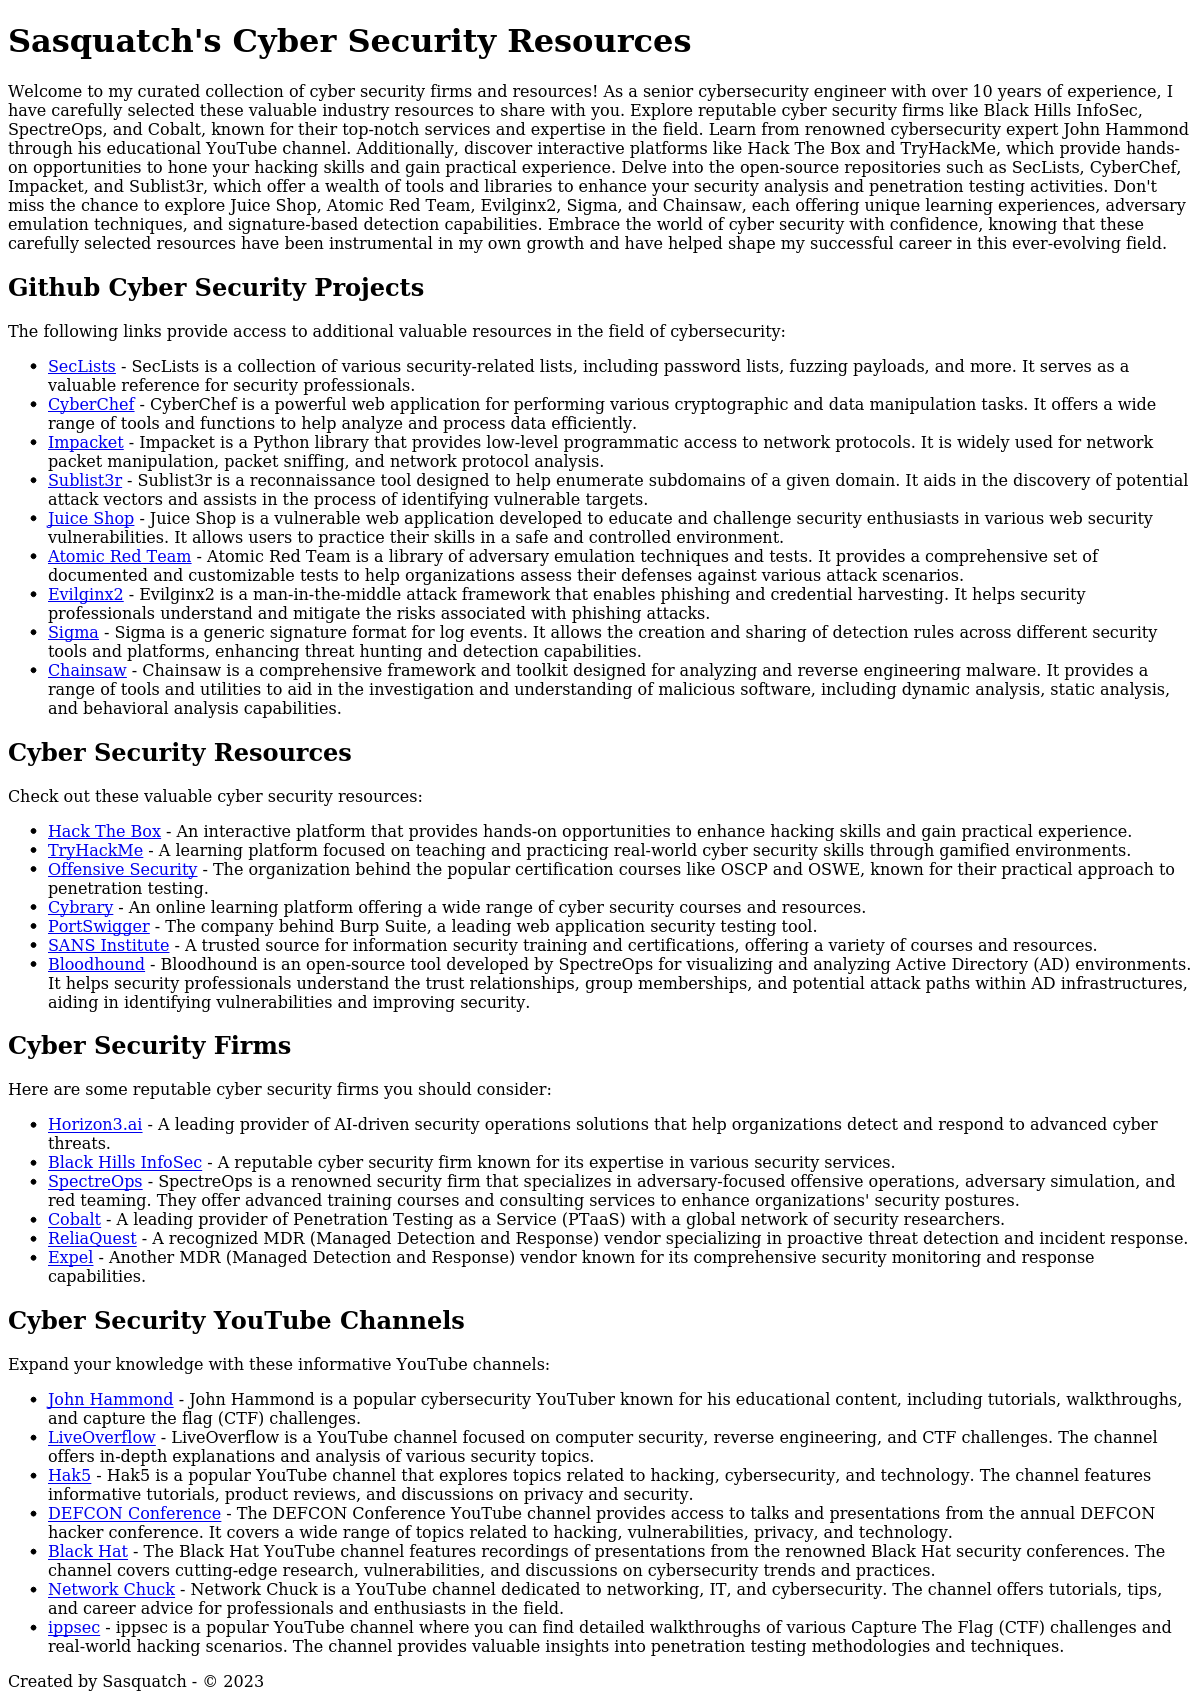 Sasquatch's Cyber Security Resources
Welcome to my curated collection of cyber security firms and resources! As a senior cybersecurity engineer with over 10 years of experience, I
have carefully selected these valuable industry resources to share with you. Explore reputable cyber security firms like Black Hills InfoSec,
SpectreOps, and Cobalt, known for their top-notch services and expertise in the field. Learn from renowned cybersecurity expert John Hammond
through his educational YouTube channel. Additionally, discover interactive platforms like Hack The Box and TryHackMe, which provide hands-
on opportunities to hone your hacking skills and gain practical experience. Delve into the open-source repositories such as SecLists, CyberChef,
Impacket, and Sublist3r, which offer a wealth of tools and libraries to enhance your security analysis and penetration testing activities. Don't
miss the chance to explore Juice Shop, Atomic Red Team, Evilginx2, Sigma, and Chainsaw, each offering unique learning experiences, adversary
emulation techniques, and signature-based detection capabilities. Embrace the world of cyber security with confidence, knowing that these
carefully selected resources have been instrumental in my own growth and have helped shape my successful career in this ever-evolving field.
Github Cyber Security Projects
The following links provide access to additional valuable resources in the field of cybersecurity:
• SecLists - SecLists is a collection of various security-related lists, including password lists, fuzzing payloads, and more. It serves as a
valuable reference for security professionals.
• CyberChef - CyberChef is a powerful web application for performing various cryptographic and data manipulation tasks. It offers a wide
range of tools and functions to help analyze and process data efficiently.
• Impacket - Impacket is a Python library that provides low-level programmatic access to network protocols. It is widely used for network
packet manipulation, packet sniffing, and network protocol analysis.
• Sublist3r - Sublist3r is a reconnaissance tool designed to help enumerate subdomains of a given domain. It aids in the discovery of potential
attack vectors and assists in the process of identifying vulnerable targets.
• Juice Shop - Juice Shop is a vulnerable web application developed to educate and challenge security enthusiasts in various web security
vulnerabilities. It allows users to practice their skills in a safe and controlled environment.
• Atomic Red Team - Atomic Red Team is a library of adversary emulation techniques and tests. It provides a comprehensive set of
documented and customizable tests to help organizations assess their defenses against various attack scenarios.
• Evilginx2 - Evilginx2 is a man-in-the-middle attack framework that enables phishing and credential harvesting. It helps security
professionals understand and mitigate the risks associated with phishing attacks.
• Sigma - Sigma is a generic signature format for log events. It allows the creation and sharing of detection rules across different security
tools and platforms, enhancing threat hunting and detection capabilities.
• Chainsaw - Chainsaw is a comprehensive framework and toolkit designed for analyzing and reverse engineering malware. It provides a
range of tools and utilities to aid in the investigation and understanding of malicious software, including dynamic analysis, static analysis,
and behavioral analysis capabilities.
Cyber Security Resources
Check out these valuable cyber security resources:
• Hack The Box - An interactive platform that provides hands-on opportunities to enhance hacking skills and gain practical experience.
• TryHackMe - A learning platform focused on teaching and practicing real-world cyber security skills through gamified environments.
• Offensive Security - The organization behind the popular certification courses like OSCP and OSWE, known for their practical approach to
penetration testing.
• Cybrary - An online learning platform offering a wide range of cyber security courses and resources.
• PortSwigger - The company behind Burp Suite, a leading web application security testing tool.
• SANS Institute - A trusted source for information security training and certifications, offering a variety of courses and resources.
• Bloodhound - Bloodhound is an open-source tool developed by SpectreOps for visualizing and analyzing Active Directory (AD) environments.
It helps security professionals understand the trust relationships, group memberships, and potential attack paths within AD infrastructures,
aiding in identifying vulnerabilities and improving security.
Cyber Security Firms
Here are some reputable cyber security firms you should consider:
• Horizon3.ai - A leading provider of AI-driven security operations solutions that help organizations detect and respond to advanced cyber
threats.
• Black Hills InfoSec - A reputable cyber security firm known for its expertise in various security services.
• SpectreOps - SpectreOps is a renowned security firm that specializes in adversary-focused offensive operations, adversary simulation, and
red teaming. They offer advanced training courses and consulting services to enhance organizations' security postures.
• Cobalt - A leading provider of Penetration Testing as a Service (PTaaS) with a global network of security researchers.
• ReliaQuest - A recognized MDR (Managed Detection and Response) vendor specializing in proactive threat detection and incident response.
• Expel - Another MDR (Managed Detection and Response) vendor known for its comprehensive security monitoring and response
capabilities.
Cyber Security YouTube Channels
Expand your knowledge with these informative YouTube channels:
• John Hammond - John Hammond is a popular cybersecurity YouTuber known for his educational content, including tutorials, walkthroughs,
and capture the flag (CTF) challenges.
• LiveOverflow - LiveOverflow is a YouTube channel focused on computer security, reverse engineering, and CTF challenges. The channel
offers in-depth explanations and analysis of various security topics.
• Hak5 - Hak5 is a popular YouTube channel that explores topics related to hacking, cybersecurity, and technology. The channel features
informative tutorials, product reviews, and discussions on privacy and security.
• DEFCON Conference - The DEFCON Conference YouTube channel provides access to talks and presentations from the annual DEFCON
hacker conference. It covers a wide range of topics related to hacking, vulnerabilities, privacy, and technology.
• Black Hat - The Black Hat YouTube channel features recordings of presentations from the renowned Black Hat security conferences. The
channel covers cutting-edge research, vulnerabilities, and discussions on cybersecurity trends and practices.
• Network Chuck - Network Chuck is a YouTube channel dedicated to networking, IT, and cybersecurity. The channel offers tutorials, tips,
and career advice for professionals and enthusiasts in the field.
• ippsec - ippsec is a popular YouTube channel where you can find detailed walkthroughs of various Capture The Flag (CTF) challenges and
real-world hacking scenarios. The channel provides valuable insights into penetration testing methodologies and techniques.
Created by Sasquatch - © 2023